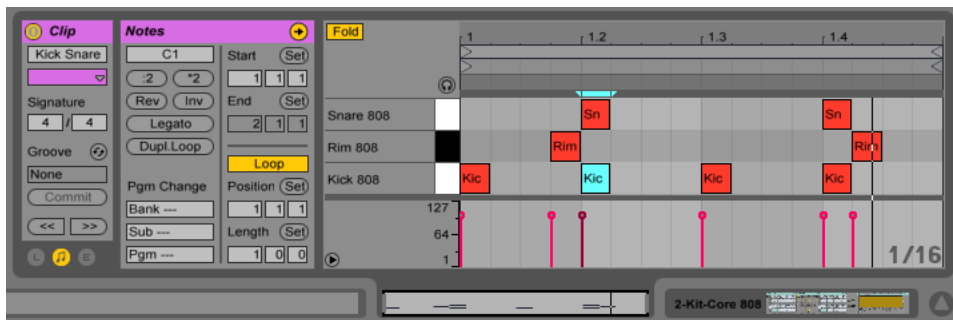 Clip
Kick Snare
Signature
4 / 4
Groove
None
Commit
<< >>
L E
Notes
C1
:2 *2
Rev Inv
Legato
Dupl.Loop
Pgm Change
Bank ---
Sub ---
Pgm ---
Start Set
1 1 1
End Set
2 1 1
Loop
Position Set
1 1 1
Length Set
1 0 0
Fold
1 1.2 1.3 1.4
Snare 808 Sn Sn
Rim 808 Rim Rim
Kick 808 Kic Kic Kic Kic
127
64
1
1/16
2-Kit-Core 808